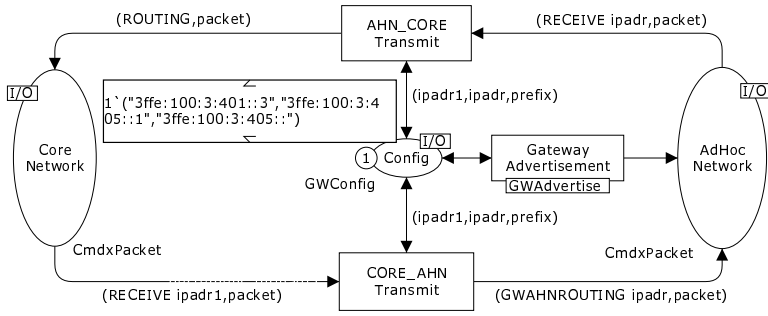 (ROUTING,packet)
AHN_CORE
Transmit
(RECEIVE ipadr,packet)
I/O
1`("3ffe:100:3:401::3","3ffe:100:3:4
05::1","3ffe:100:3:405::")
(ipadr1,ipadr,prefix)
I/O
I/O
Core
Network
1
Config
GWConfig
Gateway
Advertisement
GWAdvertise
AdHoc
Network
(ipadr1,ipadr,prefix)
CmdxPacket
CmdxPacket
CORE_AHN
Transmit
(RECEIVE ipadr1,packet)
(GWAHNROUTING ipadr,packet)